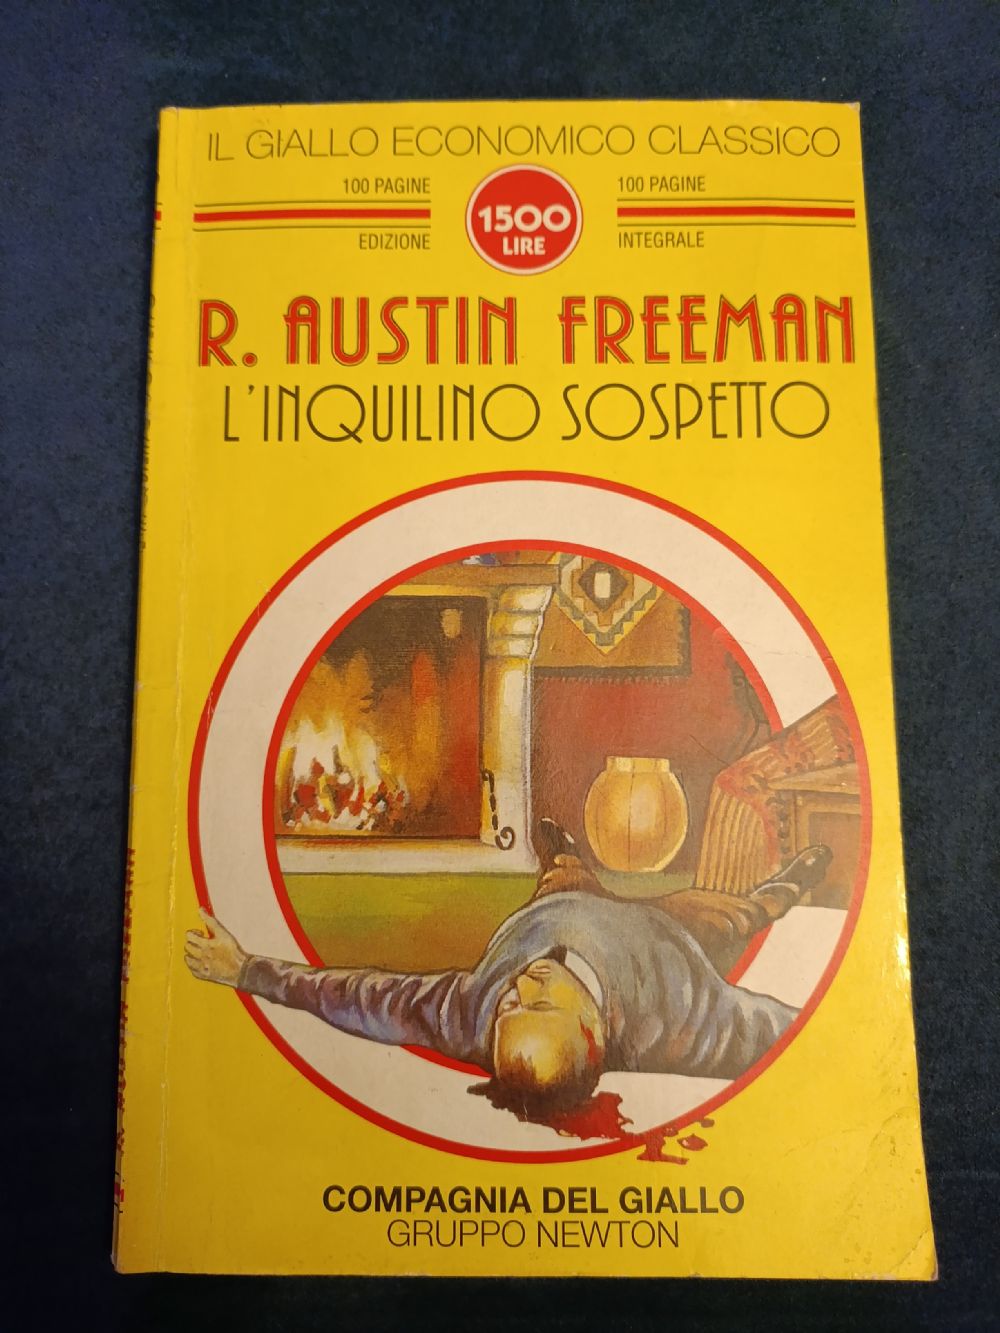 IL GIALLO ECONOMICO CLASSICO
100 PAGINE
EDIZIONE
1500
LIRE
100 PAGINE
INTEGRALE
R. AUSTIN FREEMAN
L'INQUILINO SOSPETTO
COMPAGNIA DEL GIALLO
GRUPPO NEWTON